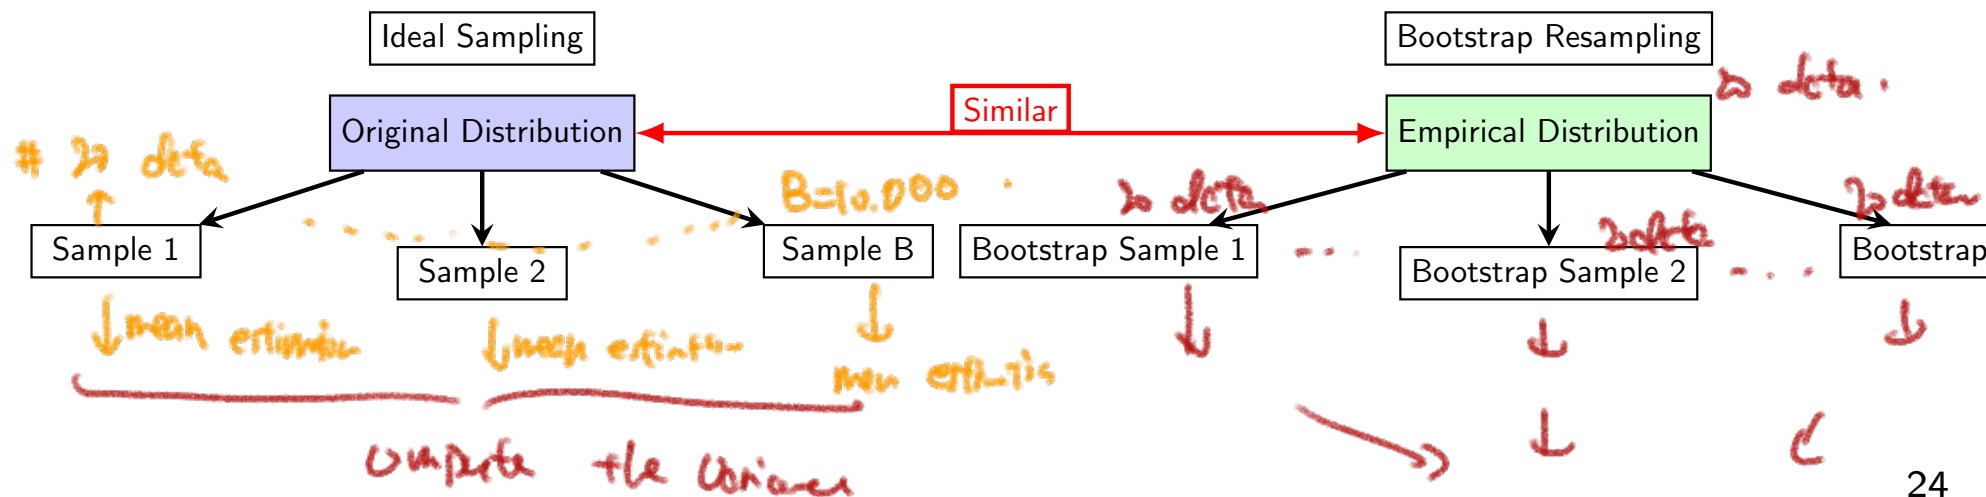 Ideal Sampling
Bootstrap Resampling
20 data.
Similar
Original Distribution
Empirical Distribution
# 20 data
B=10.000
20 data
20 data
Sample 1
Sample 2
Sample B
Bootstrap Sample 1
20 data
Bootstrap Sample 2
Bootstrap
mean estimation
mean estimation
compute the variance
24